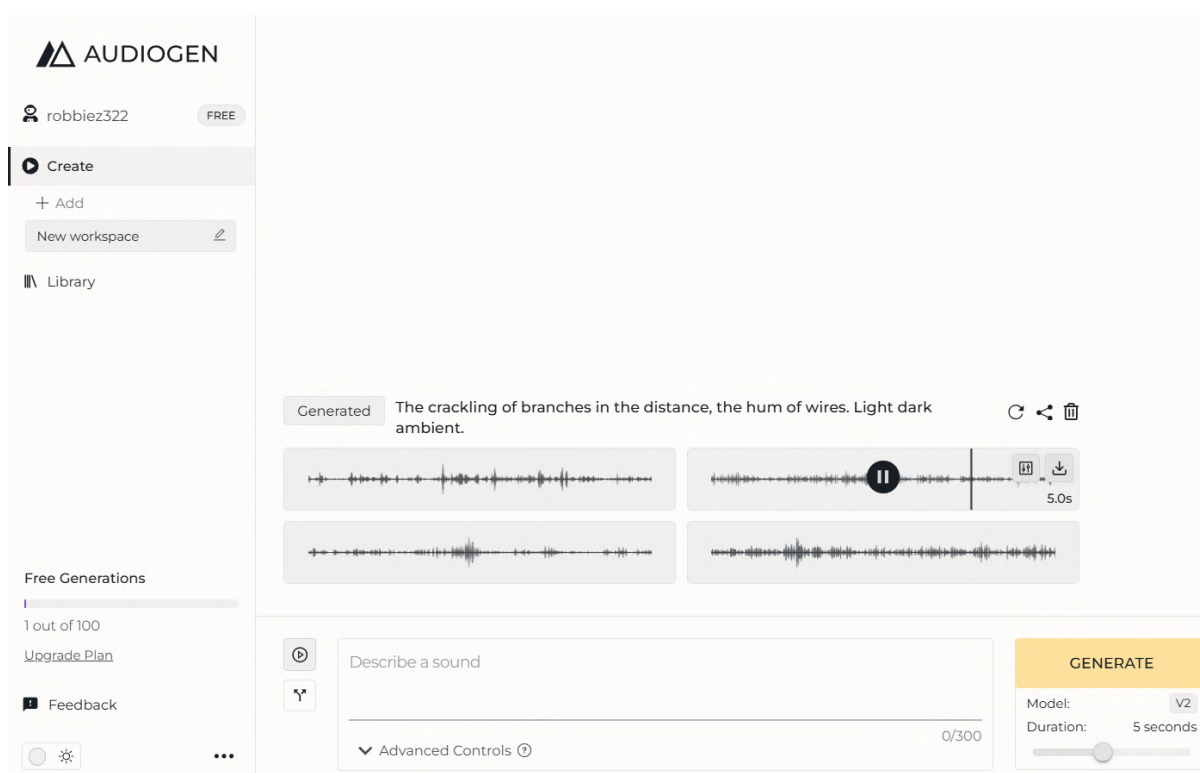 AUDIOGEN
robbiez322
FREE
Create
+ Add
New workspace
Library
Free Generations
1 out of 100
Upgrade Plan
Feedback
Generated
The crackling of branches in the distance, the hum of wires. Light dark
ambient.
5.0s
Describe a sound
0/300
Advanced Controls ?
GENERATE
Model: V2
Duration: 5 seconds